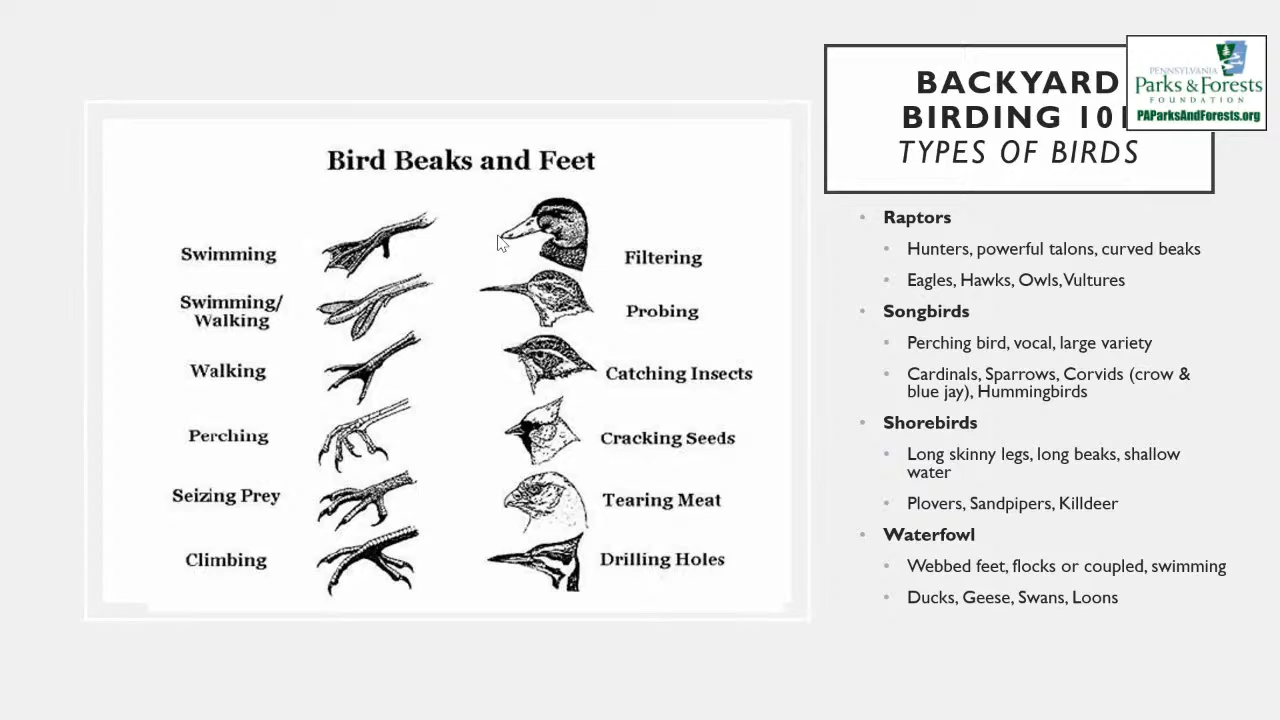 BACKYARD
BIRDING 101
TYPES OF BIRDS
PENNSYLVANIA
Parks & Forests
FOUNDATION
PAParksAndForests.org
Bird Beaks and Feet
Swimming
Filtering
Swimming/
Walking
Probing
Walking
Catching Insects
Perching
Cracking Seeds
Seizing Prey
Tearing Meat
Climbing
Drilling Holes
• Raptors
• Hunters, powerful talons, curved beaks
• Eagles, Hawks, Owls, Vultures
• Songbirds
• Perching bird, vocal, large variety
• Cardinals, Sparrows, Corvids (crow &
blue jay), Hummingbirds
• Shorebirds
• Long skinny legs, long beaks, shallow
water
• Plovers, Sandpipers, Killdeer
• Waterfowl
• Webbed feet, flocks or coupled, swimming
• Ducks, Geese, Swans, Loons